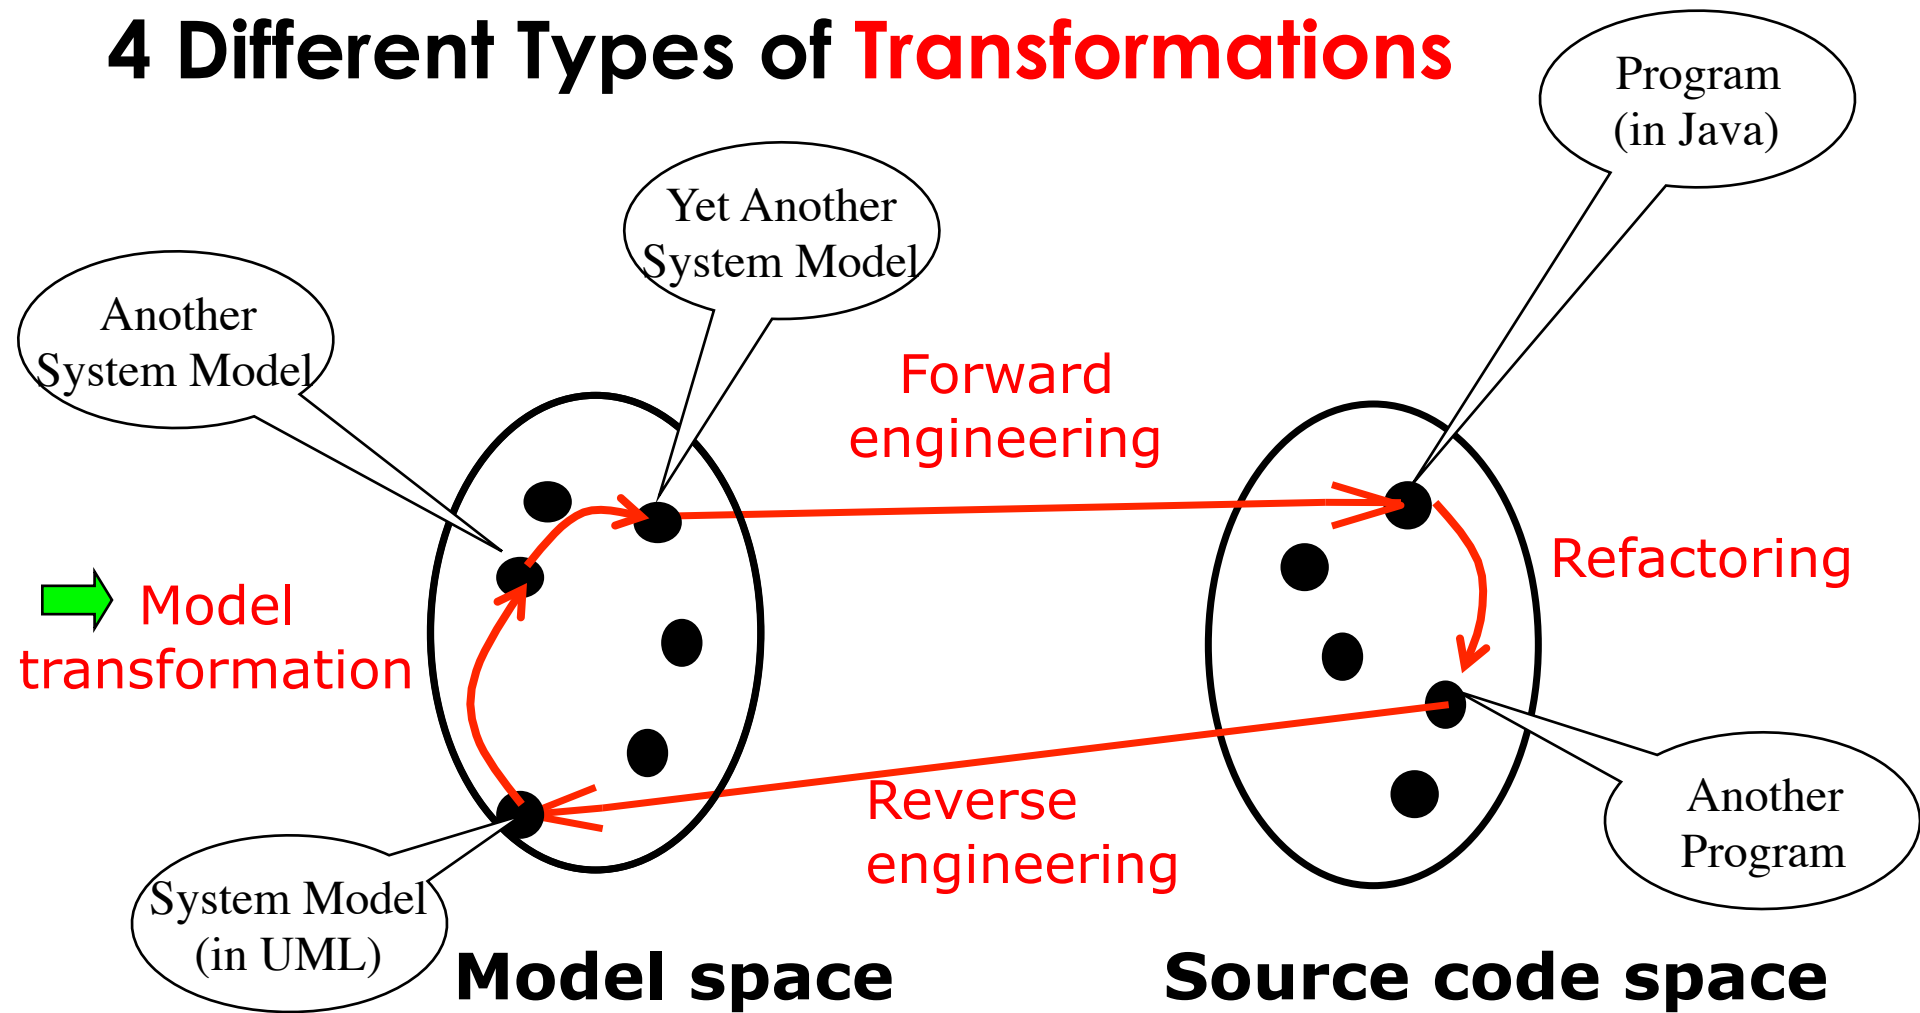 4 Different Types of Transformations
Program
(in Java)
Yet Another
System Model
Another
System Model
Forward
engineering
Refactoring
Model
transformation
Reverse
engineering
Another
Program
System Model
(in UML)
Model space
Source code space